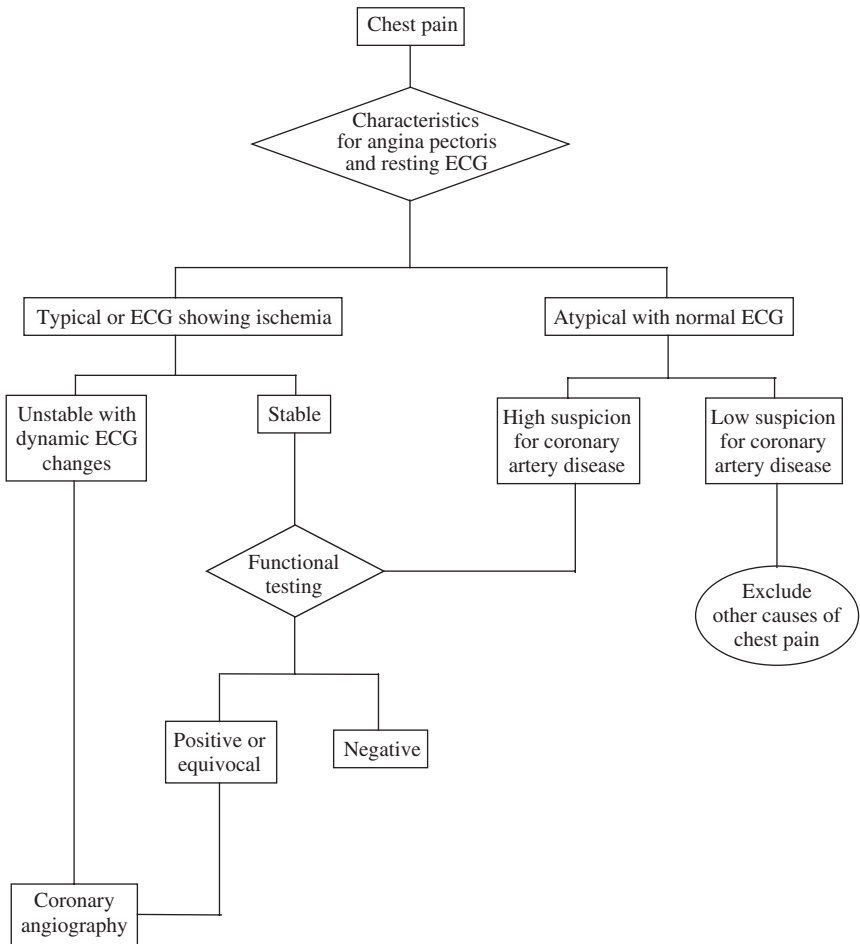 Chest pain
Characteristics
for angina pectoris
and resting ECG
Typical or ECG showing ischemia
Atypical with normal ECG
Unstable with
dynamic ECG
changes
Stable
High suspicion
for coronary
artery disease
Low suspicion
for coronary
artery disease
Functional
testing
Exclude
other causes of
chest pain
Positive or
equivocal
Negative
Coronary
angiography